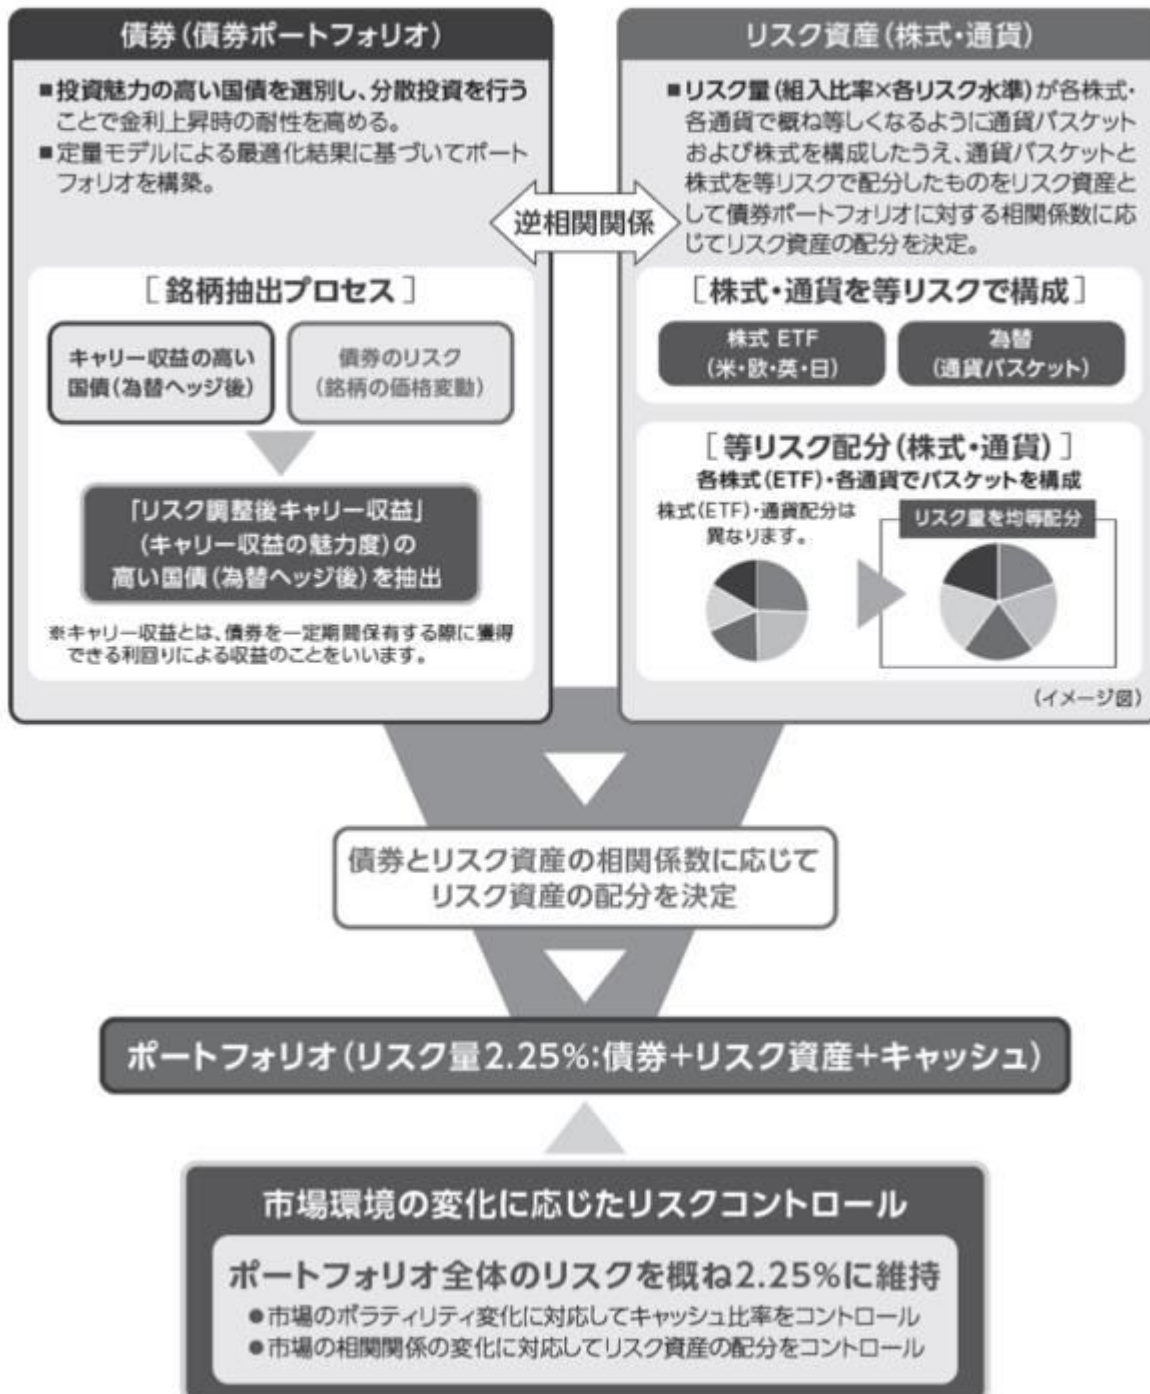 債券(債券ポートフォリオ)
■投資魅力の高い国債を選別し、分散投資を行う
ことで金利上昇時の耐性を高める。
■定量モデルによる最適化結果に基づいてポート
フォリオを構築。
[銘柄抽出プロセス]
キャリー収益の高い
国債(為替ヘッジ後)
債券のリスク
(銘柄の価格変動)
「リスク調整後キャリー収益」
(キャリー収益の魅力度)の
高い国債(為替ヘッジ後)を抽出
※キャリー収益とは、債券を一定期間保有する際に獲得
できる利回りによる収益のことをいいます。
逆相関関係
リスク資産(株式・通貨)
■リスク量(組入比率×各リスク水準)が各株式・
各通貨で概ね等しくなるように通貨バスケット
および株式を構成したうえ、通貨バスケットと
株式を等リスクで配分したものをリスク資産と
して債券ポートフォリオに対する相関係数に応
じてリスク資産の配分を決定。
[株式・通貨を等リスクで構成]
株式 ETF
(米・欧・英・日)
為替
(通貨バスケット)
[等リスク配分(株式・通貨)]
各株式(ETF)・各通貨でバスケットを構成
株式(ETF)・通貨配分は
異なります。
リスク量を均等配分
(イメージ図)
債券とリスク資産の相関係数に応じて
リスク資産の配分を決定
ポートフォリオ(リスク量2.25%:債券+リスク資産+キャッシュ)
市場環境の変化に応じたリスクコントロール
ポートフォリオ全体のリスクを概ね2.25%に維持
●市場のボラティリティ変化に対応してキャッシュ比率をコントロール
●市場の相関関係の変化に対応してリスク資産の配分をコントロール